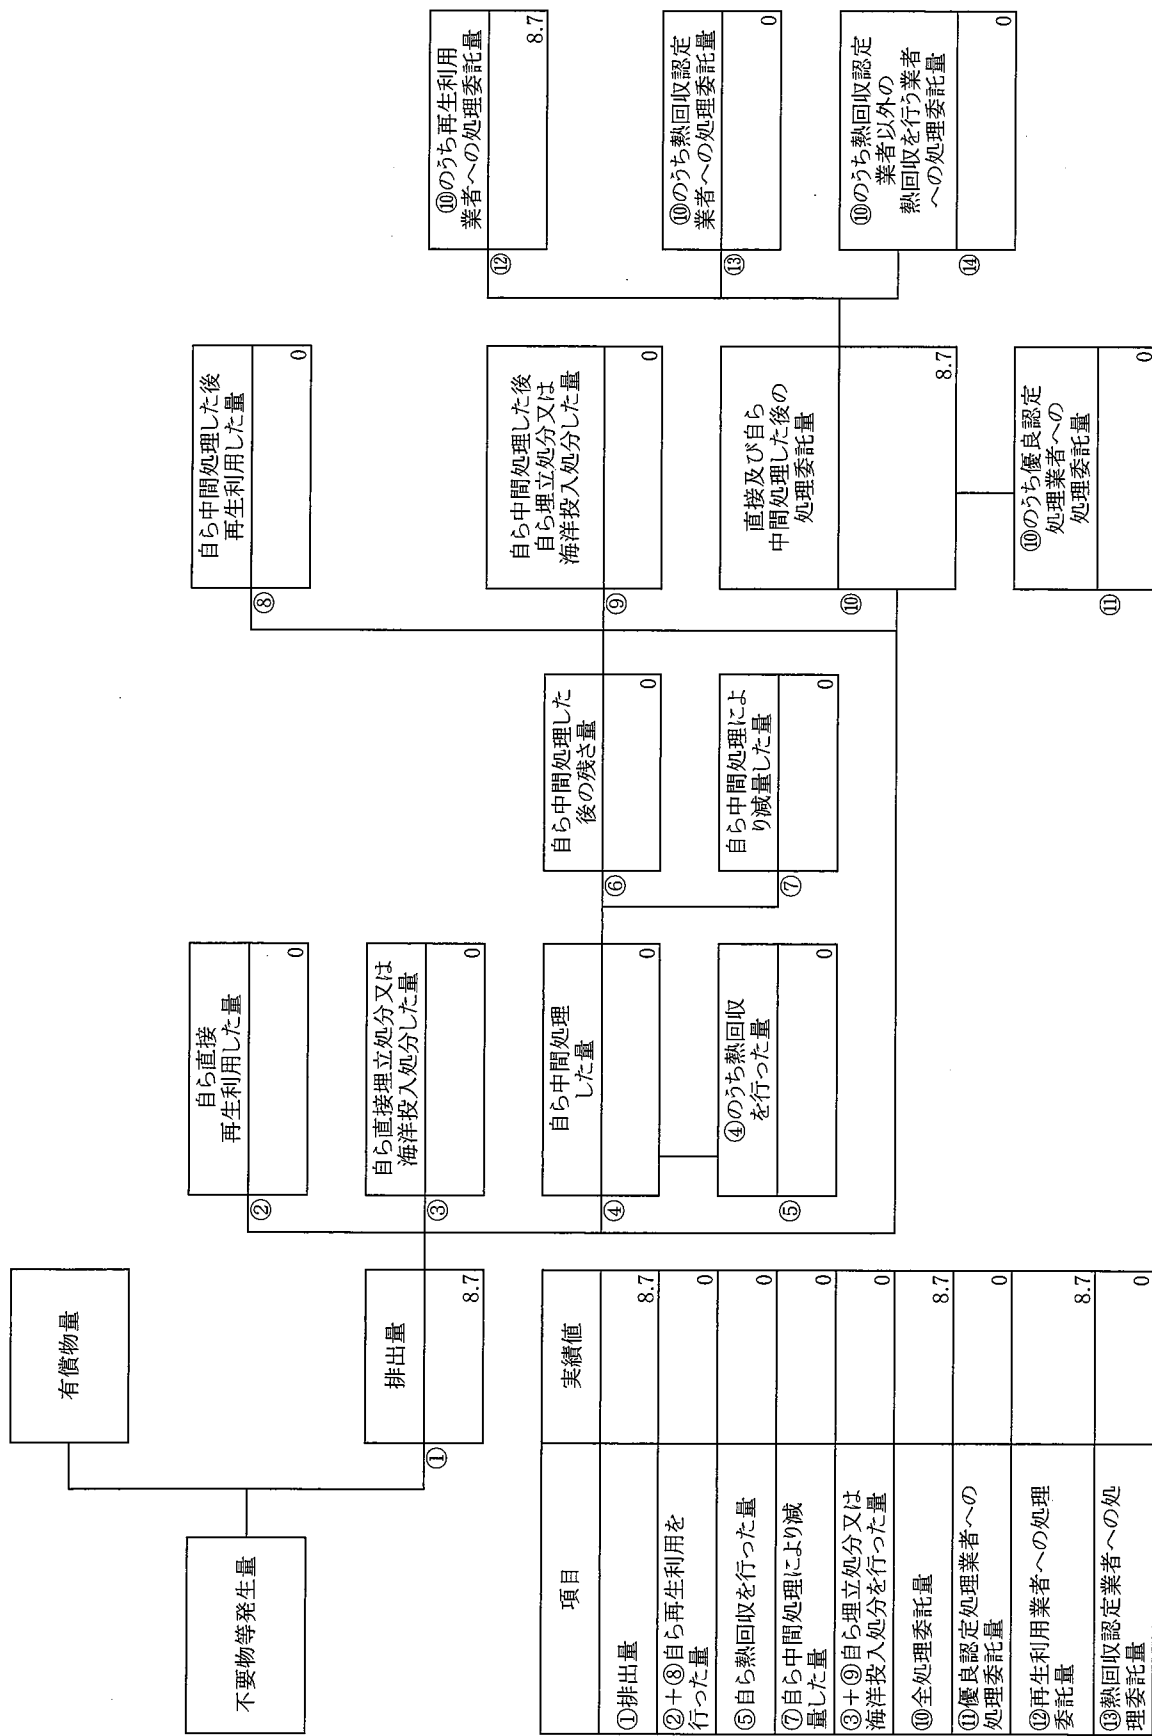 不要物等発生量
有償物量
①
排出量
8.7
②
自ら直接
再生利用した量
0
③
自ら直接埋立処分又は
海洋投入処分した量
0
④
自ら中間処理
した量
0
⑤
④のうち熱回収
を行った量
0
⑥
自ら中間処理した
後の残さ量
0
⑦
自ら中間処理によ
り減量した量
0
⑧
自ら中間処理した後
再生利用した量
0
⑨
自ら中間処理した後
自ら埋立処分又は
海洋投入処分した量
0
⑩
直接及び自ら
中間処理した後の
処理委託量
8.7
⑪
⑩のうち優良認定
処理業者への
処理委託量
0
⑫
⑩のうち再生利用
業者への処理委託量
8.7
⑬
⑩のうち熱回収認定
業者への処理委託量
0
⑭
⑩のうち熱回収認定
業者以外の
熱回収を行う業者
への処理委託量
0
項目 実績値
①排出量 8.7
②+⑧自ら再生利用を
行った量 0
⑤自ら熱回収を行った量 0
⑦自ら中間処理により減
量した量 0
③+⑨自ら埋立処分又は
海洋投入処分を行った量 0
⑩全処理委託量 8.7
⑪優良認定処理業者への
処理委託量 0
⑫再生利用業者への処理
委託量 8.7
⑬熱回収認定業者への処
理委託量 0